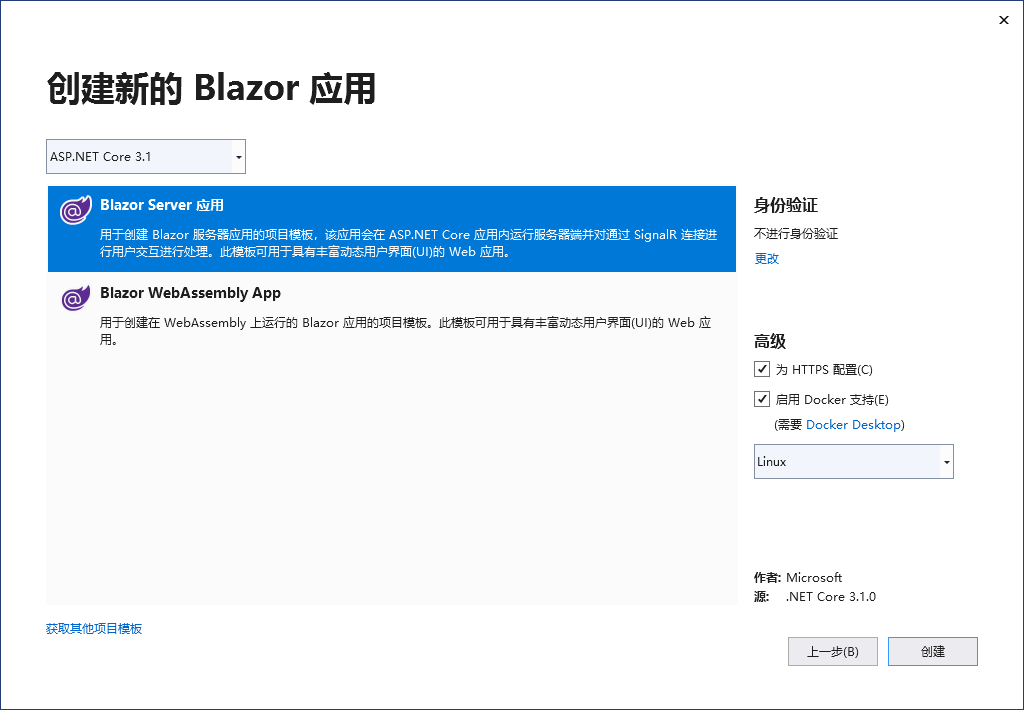 创建新的 Blazor 应用
ASP.NET Core 3.1
Blazor Server 应用
用于创建 Blazor 服务器应用的项目模板，该应用会在 ASP.NET Core 应用内运行服务器端并对通过 SignalR 连接进
行用户交互进行处理。此模板可用于具有丰富动态用户界面(UI)的 Web 应用。
Blazor WebAssembly App
用于创建在 WebAssembly 上运行的 Blazor 应用的项目模板。此模板可用于具有丰富动态用户界面(UI)的 Web 应
用。
获取其他项目模板
身份验证
不进行身份验证
更改
高级
为 HTTPS 配置(C)
启用 Docker 支持(E)
(需要 Docker Desktop)
Linux
作者: Microsoft
源: .NET Core 3.1.0
上一步(B)
创建